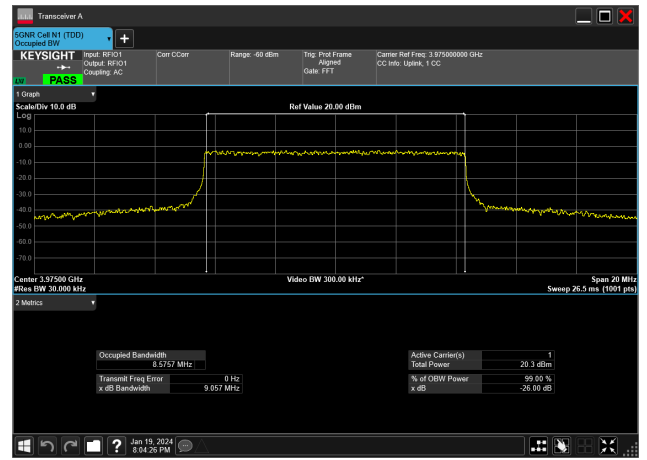 Transceiver A
5GNR Cell N1 (TDD)
Occupied BW
KEYSIGHT
PASS
Input: RFIO1
Output: RFIO1
Coupling: AC
Corr CCorr
Range: -60 dBm
Trig: Prot Frame
Aligned
Gate: FFT
Carrier Ref Freq: 3.975000000 GHz
CC Info: Uplink, 1 CC
1 Graph
Scale/Div 10.0 dB
Ref Value 20.00 dBm
Log
10.0
0.00
-10.0
-20.0
-30.0
-40.0
-50.0
-60.0
-70.0
Center 3.97500 GHz
Video BW 300.00 kHz*
Span 20 MHz
#Res BW 30.000 kHz
Sweep 26.5 ms (1001 pts)
2 Metrics
Occupied Bandwidth
8.5757 MHz
Transmit Freq Error 0 Hz
x dB Bandwidth 9.057 MHz
Active Carrier(s) 1
Total Power 20.3 dBm
% of OBW Power 99.00 %
x dB -26.00 dB
Jan 19, 2024
8:04:26 PM